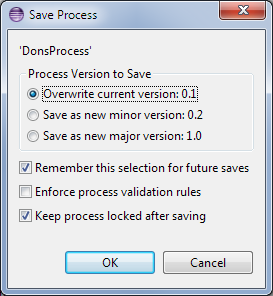 Save Process
'DonsProcess'
Process Version to Save
Overwrite current version: 0.1
Save as new minor version: 0.2
Save as new major version: 1.0
Remember this selection for future saves
Enforce process validation rules
Keep process locked after saving
OK Cancel